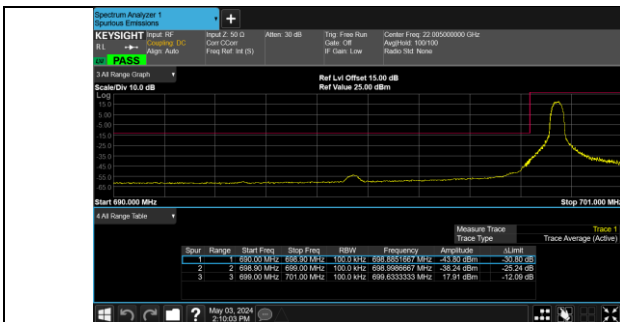 Spectrum Analyzer 1
Spurious Emissions
+
KEYSIGHT Input: RF Input Z: 50 Ω Atten: 30 dB Trig: Free Run Center Freq: 22.005000000 GHz
R L Coupling: DC Corr CCorr Gate: Off Avg|Hold: 100/100
Align: Auto Freq Ref: Int (S) IF Gain: Low Radio Std: None
PASS
3 All Range Graph
Ref Lvl Offset 15.00 dB
Scale/Div 10.0 dB Ref Value 25.00 dBm
Log
15.0
5.00
-5.00
-15.0
-25.0
-35.0
-45.0
-55.0
-65.0
Start 690.000 MHz Stop 701.000 MHz
4 All Range Table
Measure Trace Trace 1
Trace Type Trace Average (Active)
Spur Range Start Freq Stop Freq RBW Frequency Amplitude ΔLimit
1 1 690.00 MHz 698.90 MHz 100.0 kHz 698.8851667 MHz -43.80 dBm -30.80 dB
2 2 698.90 MHz 699.00 MHz 100.0 kHz 698.9986667 MHz -38.24 dBm -25.24 dB
3 3 699.00 MHz 701.00 MHz 100.0 kHz 699.6333333 MHz 17.91 dBm -12.09 dB
? May 03, 2024
2:10:03 PM